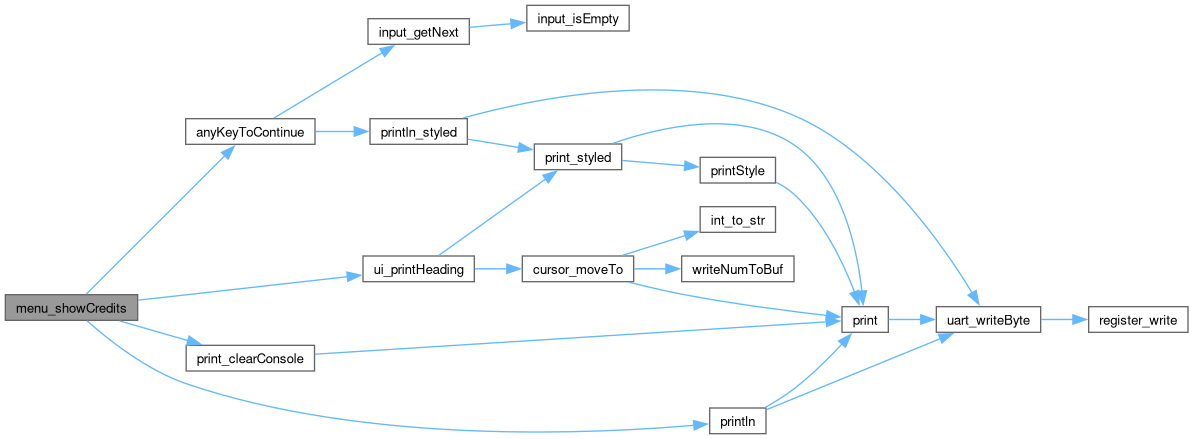 input_isEmpty
input_getNext
anyKeyToContinue
println_styled
print_styled
printStyle
int_to_str
ui_printHeading
cursor_moveTo
writeNumToBuf
menu_showCredits
print
uart_writeByte
register_write
print_clearConsole
println